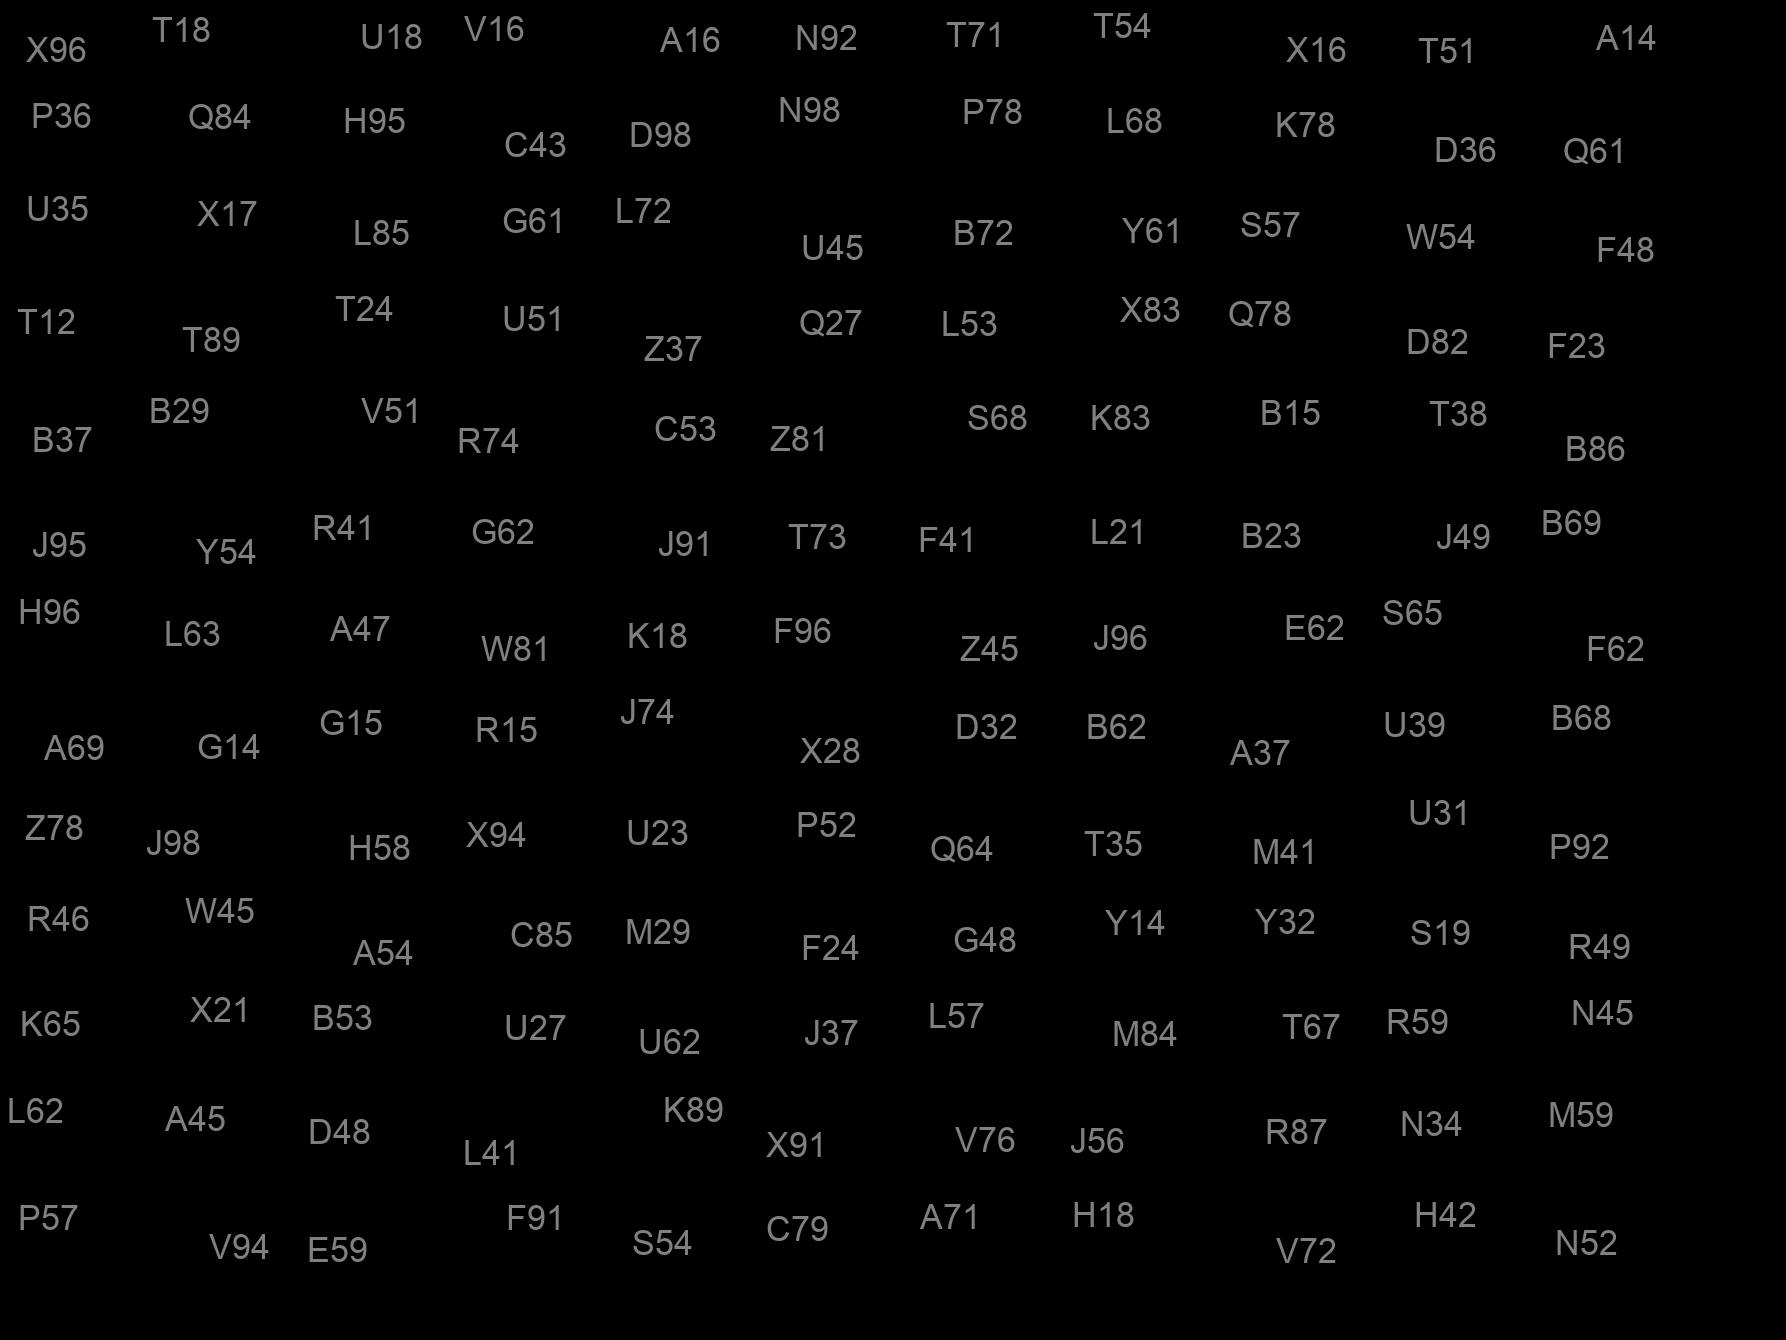 X96 T18 U18 V16 A16 N92 T71 T54 X16 T51 A14
P36 Q84 H95 C43 D98 N98 P78 L68 K78 D36 Q61
U35 X17 L85 G61 L72 U45 B72 Y61 S57 W54 F48
T12 T89 T24 U51 Z37 Q27 L53 X83 Q78 D82 F23
B37 B29 V51 R74 C53 Z81 S68 K83 B15 T38 B86
J95 Y54 R41 G62 J91 T73 F41 L21 B23 J49 B69
H96 L63 A47 W81 K18 F96 Z45 J96 E62 S65 F62
A69 G14 G15 R15 J74 X28 D32 B62 A37 U39 B68
Z78 J98 H58 X94 U23 P52 Q64 T35 M41 U31 P92
R46 W45 A54 C85 M29 F24 G48 Y14 Y32 S19 R49
K65 X21 B53 U27 U62 J37 L57 M84 T67 R59 N45
L62 A45 D48 L41 K89 X91 V76 J56 R87 N34 M59
P57 V94 E59 F91 S54 C79 A71 H18 V72 H42 N52